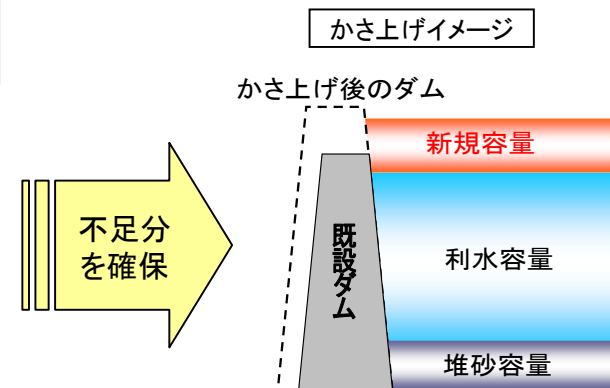 かさ上げイメージ
かさ上げ後のダム
新規容量
不足分
を確保
既設ダム
利水容量
堆砂容量